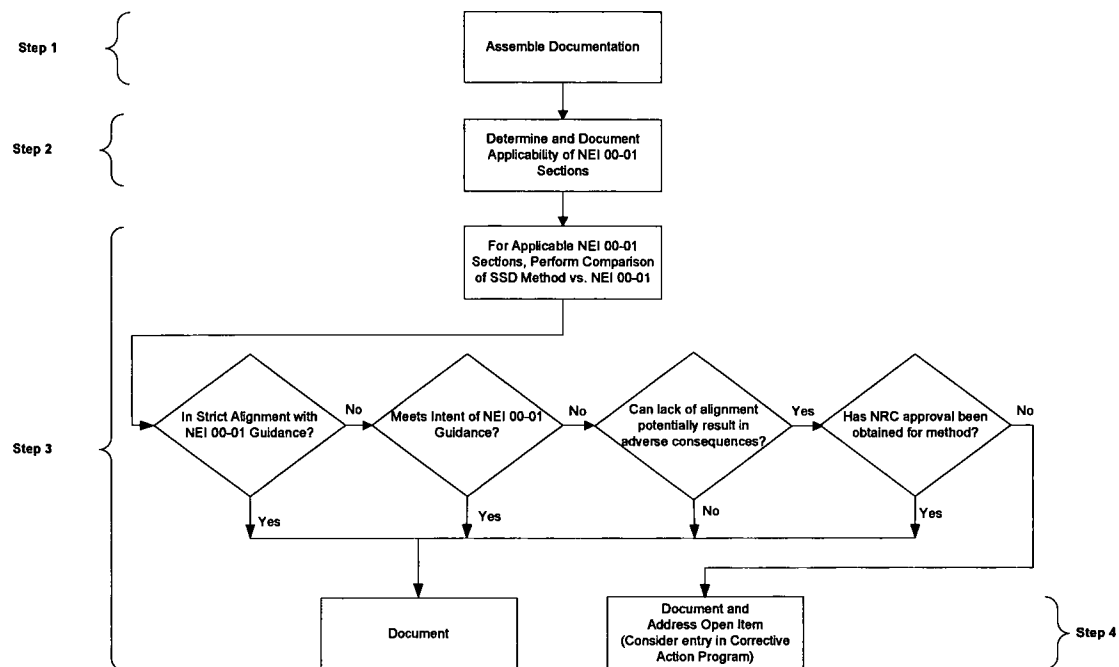 Step 1
Assemble Documentation
Step 2
Determine and Document
Applicability of NEI 00-01
Sections
For Applicable NEI 00-01
Sections, Perform Comparison
of SSD Method vs. NEI 00-01
Step 3
In Strict Alignment with
NEI 00-01 Guidance?
No
Meets Intent of NEI 00-01
Guidance?
No
Can lack of alignment
potentially result in
adverse consequences?
Yes
Has NRC approval been
obtained for method?
No
Yes
Yes
No
Yes
Document
Document and
Address Open Item
(Consider entry in Corrective
Action Program)
Step 4